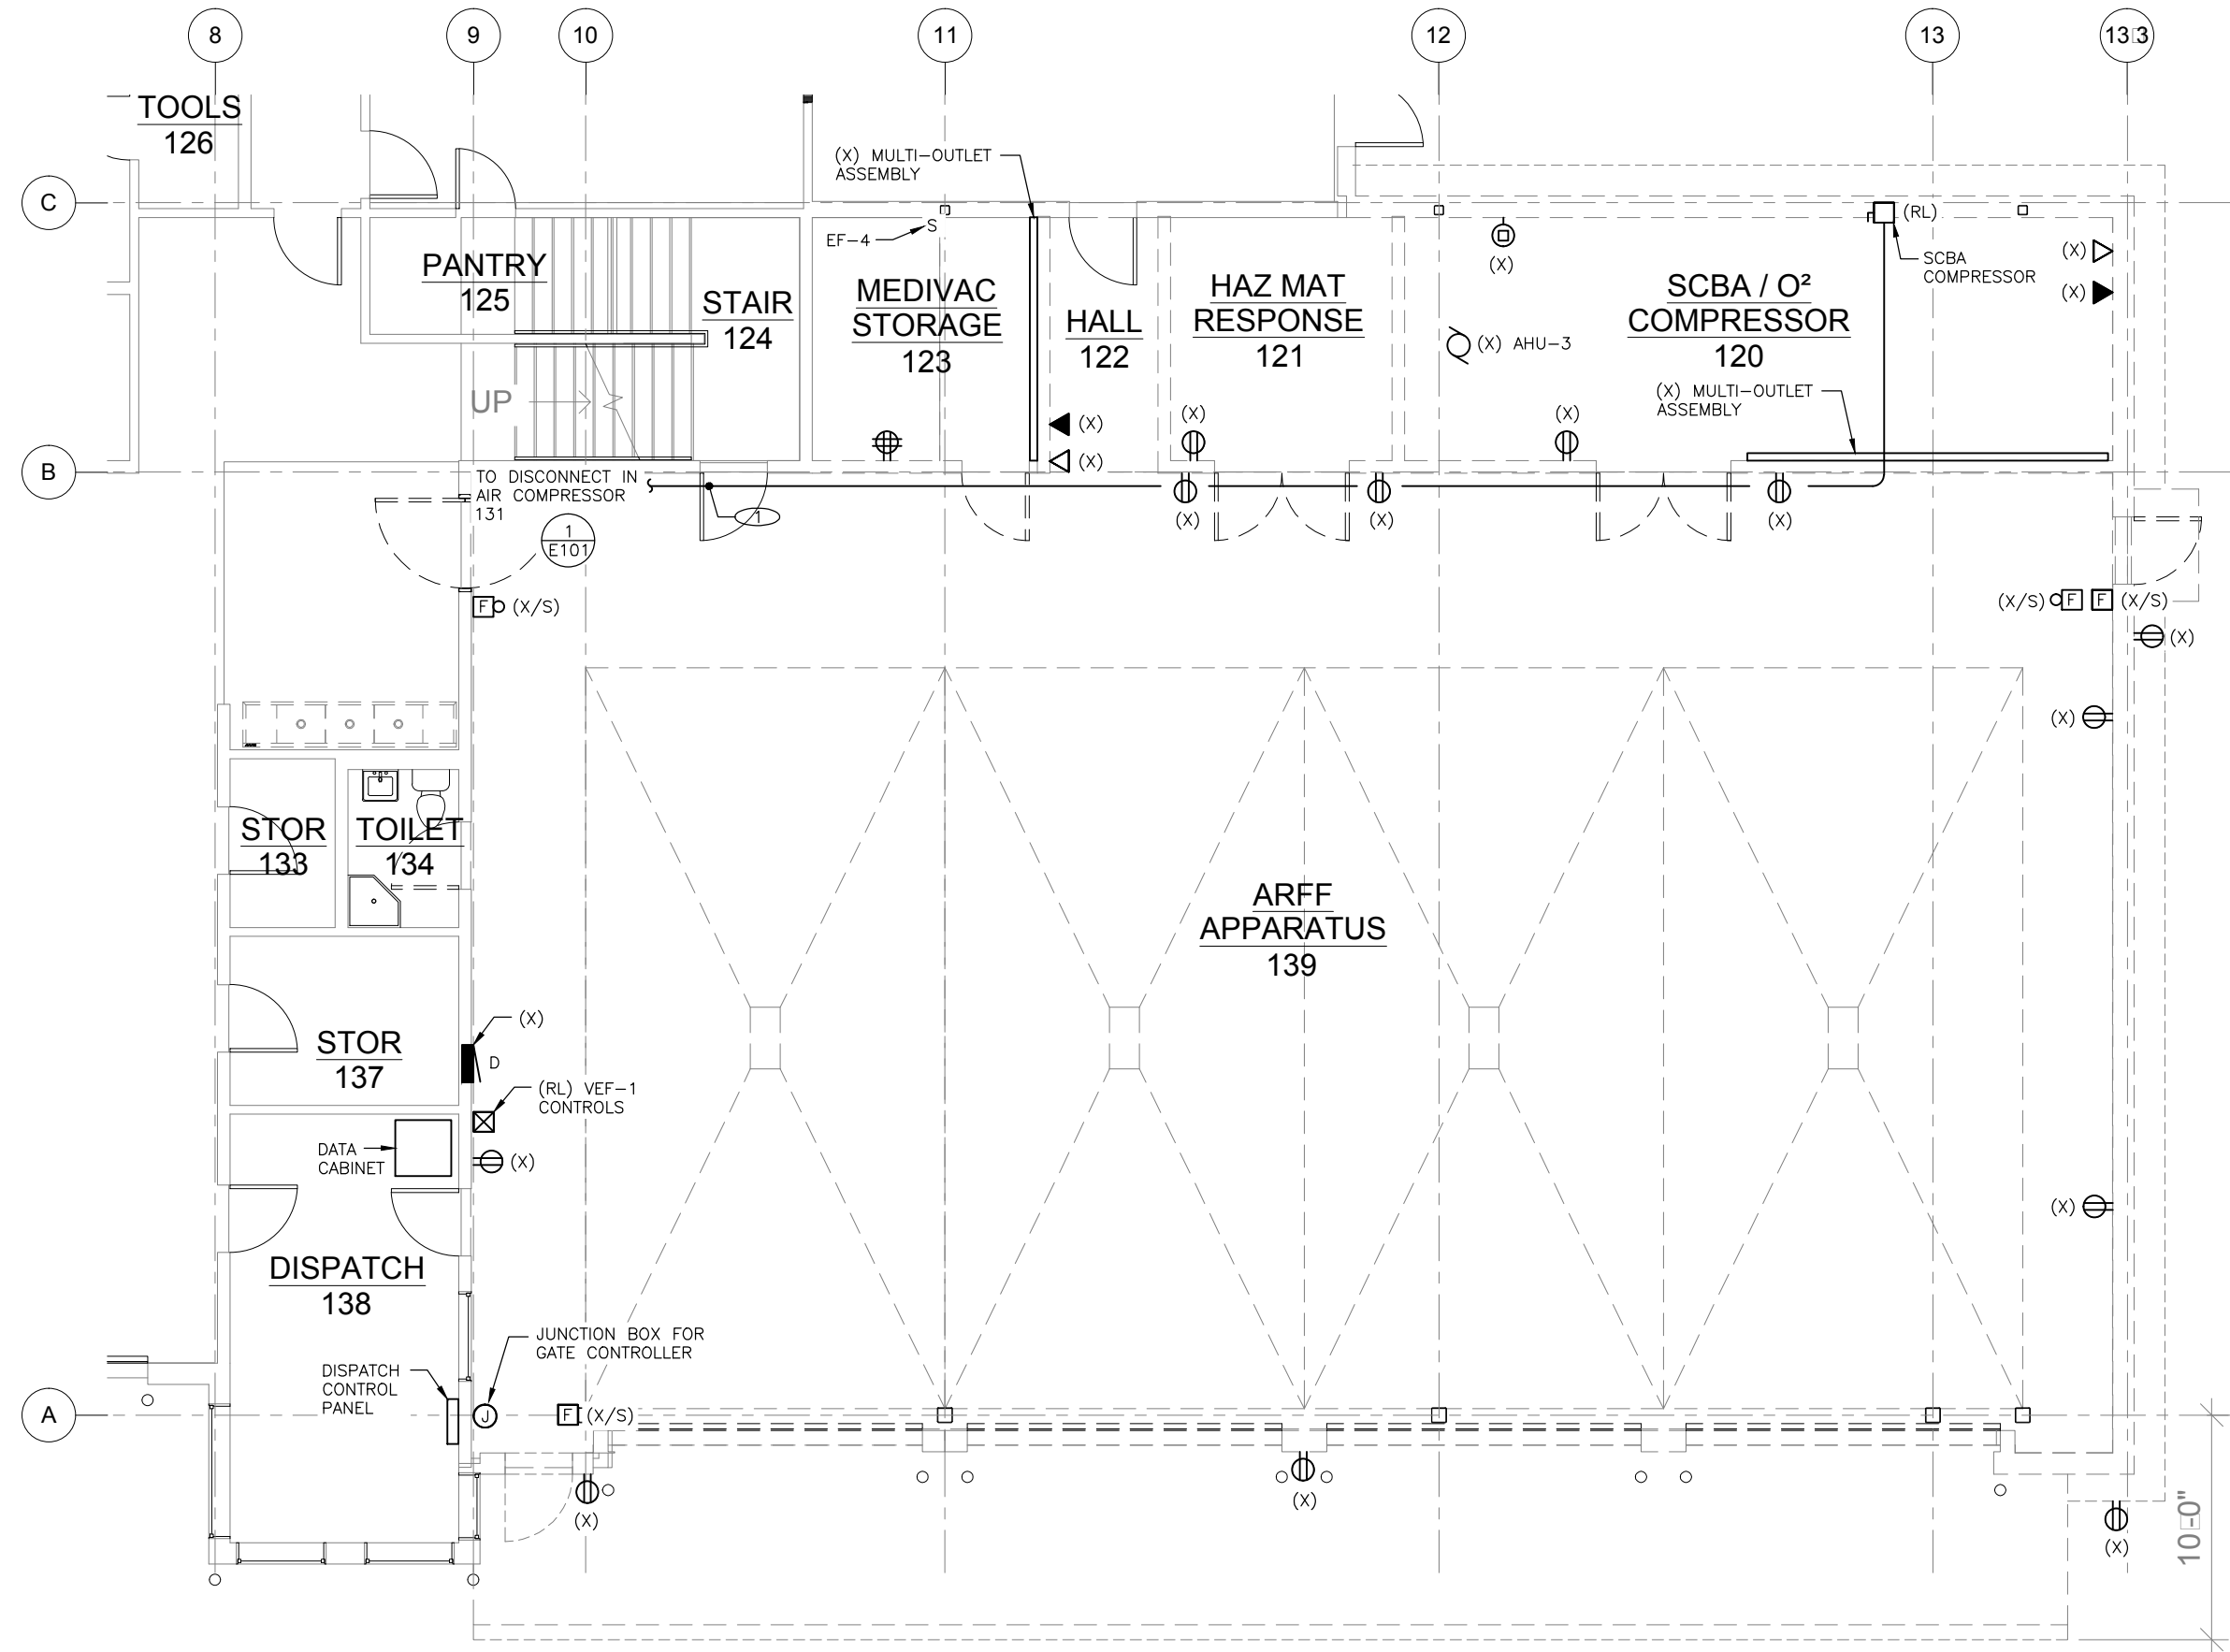 8
9
10
11
12
13
13□3
TOOLS
126
(X) MULTI-OUTLET
ASSEMBLY
C
(RL)
EF-4
S
PANTRY
125
STAIR
124
MEDIVAC
STORAGE
123
HALL
122
HAZ MAT
RESPONSE
121
(X)
SCBA / O²
COMPRESSOR
120
SCBA
COMPRESSOR
(X)
(X)
(X) AHU-3
UP
(X) MULTI-OUTLET
ASSEMBLY
(X)
(X)
(X)
(X)
B
TO DISCONNECT IN
AIR COMPRESSOR
131
1
1
E101
(X)
(X)
(X)
F
(X/S)
(X/S)
F
F
(X/S)
(X)
(X)
STOR
133
TOILET
134
ARFF
APPARATUS
139
(X)
STOR
137
D
(RL) VEF-1
CONTROLS
DATA
CABINET
(X)
(X)
DISPATCH
138
JUNCTION BOX FOR
GATE CONTROLLER
DISPATCH
CONTROL
PANEL
A
J
F
(X/S)
(X)
(X)
(X)
10□0"